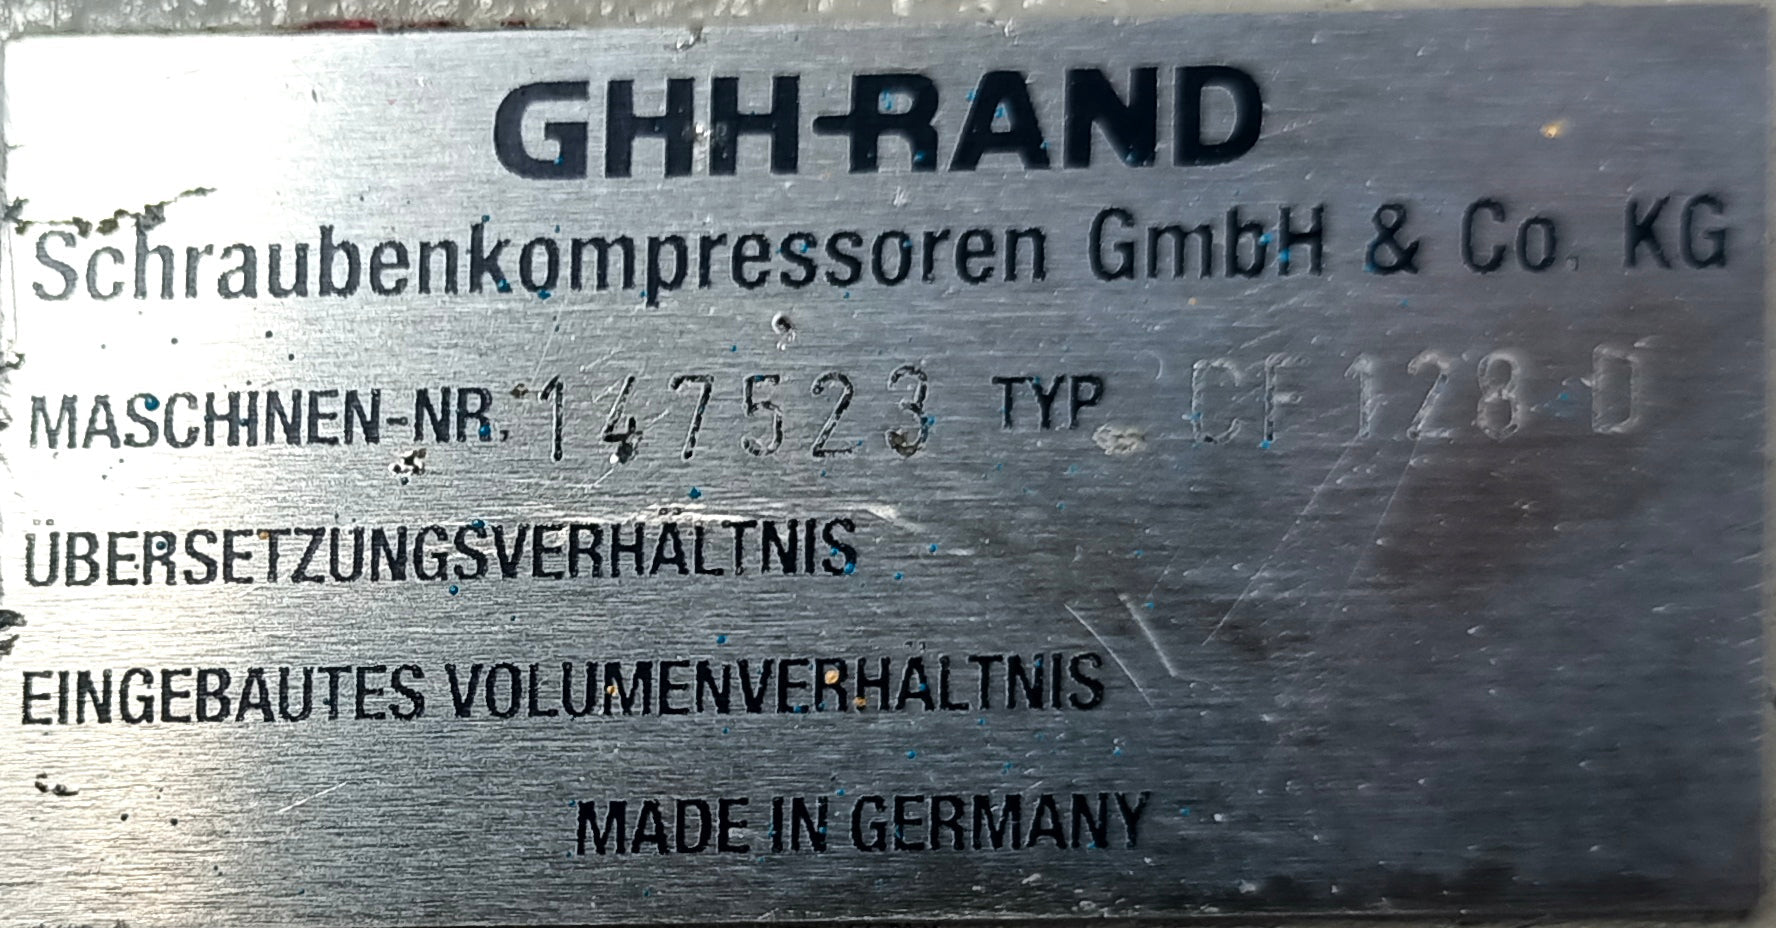 GHH-RAND
Schraubenkompressoren GmbH & Co. KG
MASCHINEN-NR. 147523 TYP CF 128 D
ÜBERSETZUNGSVERHÄLTNIS
EINGEBAUTES VOLUMENVERHÄLTNIS
MADE IN GERMANY